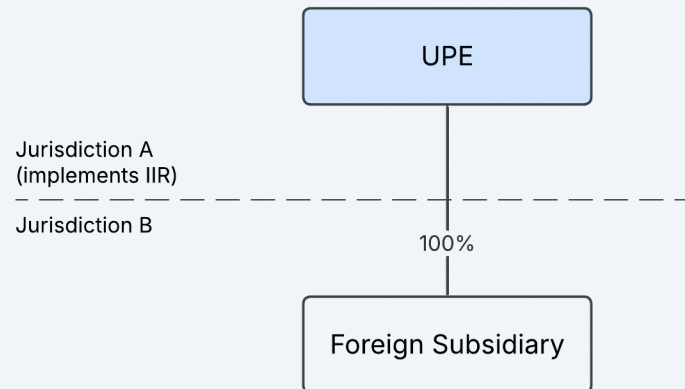 UPE
Jurisdiction A
(implements IIR)
Jurisdiction B
100%
Foreign Subsidiary